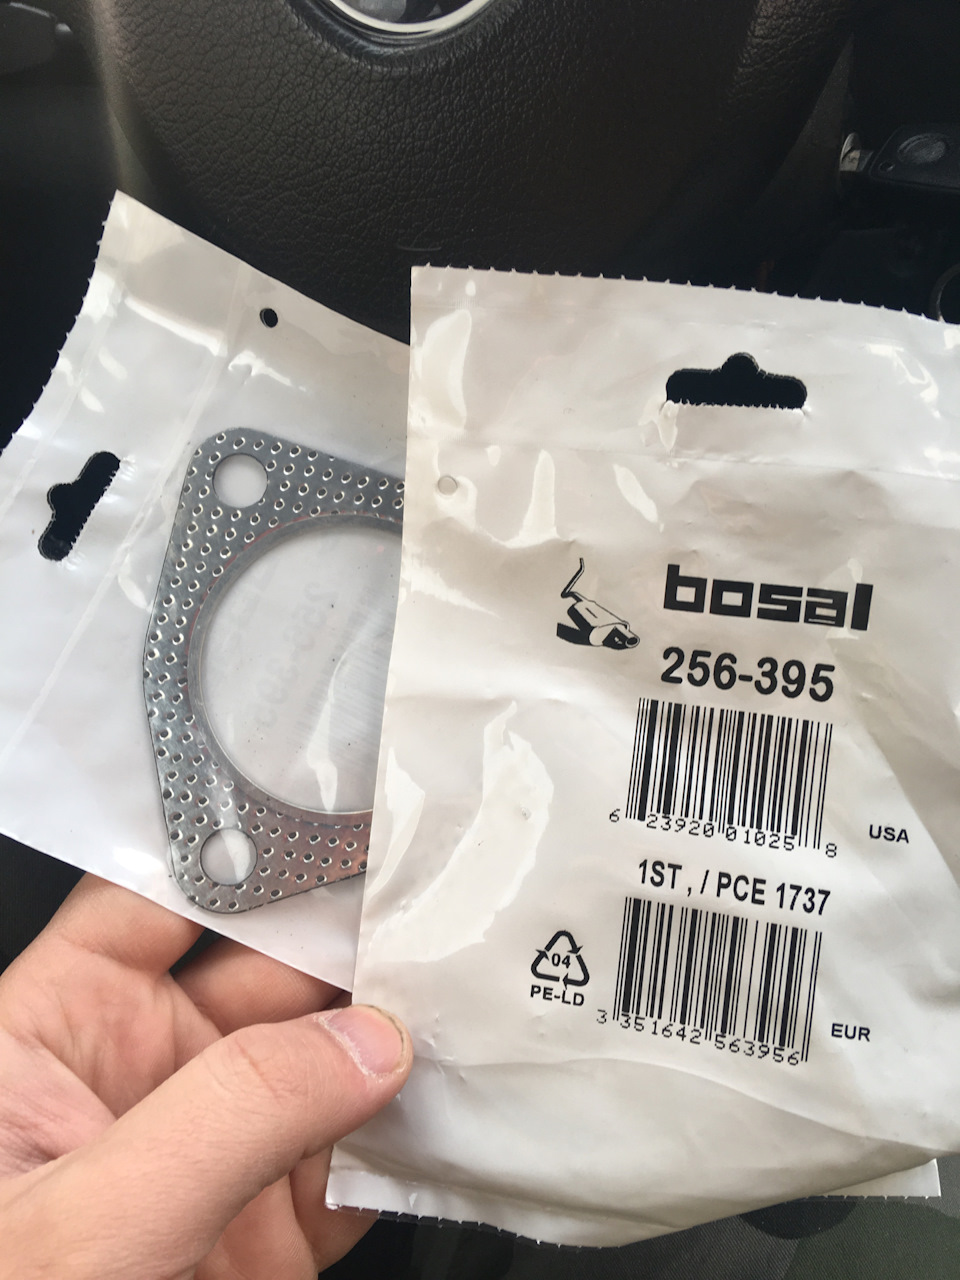 bosal
256-395
6 23920 01025 8
USA
1ST , / PCE 1737
04
PE-LD
3 351642 563956
EUR